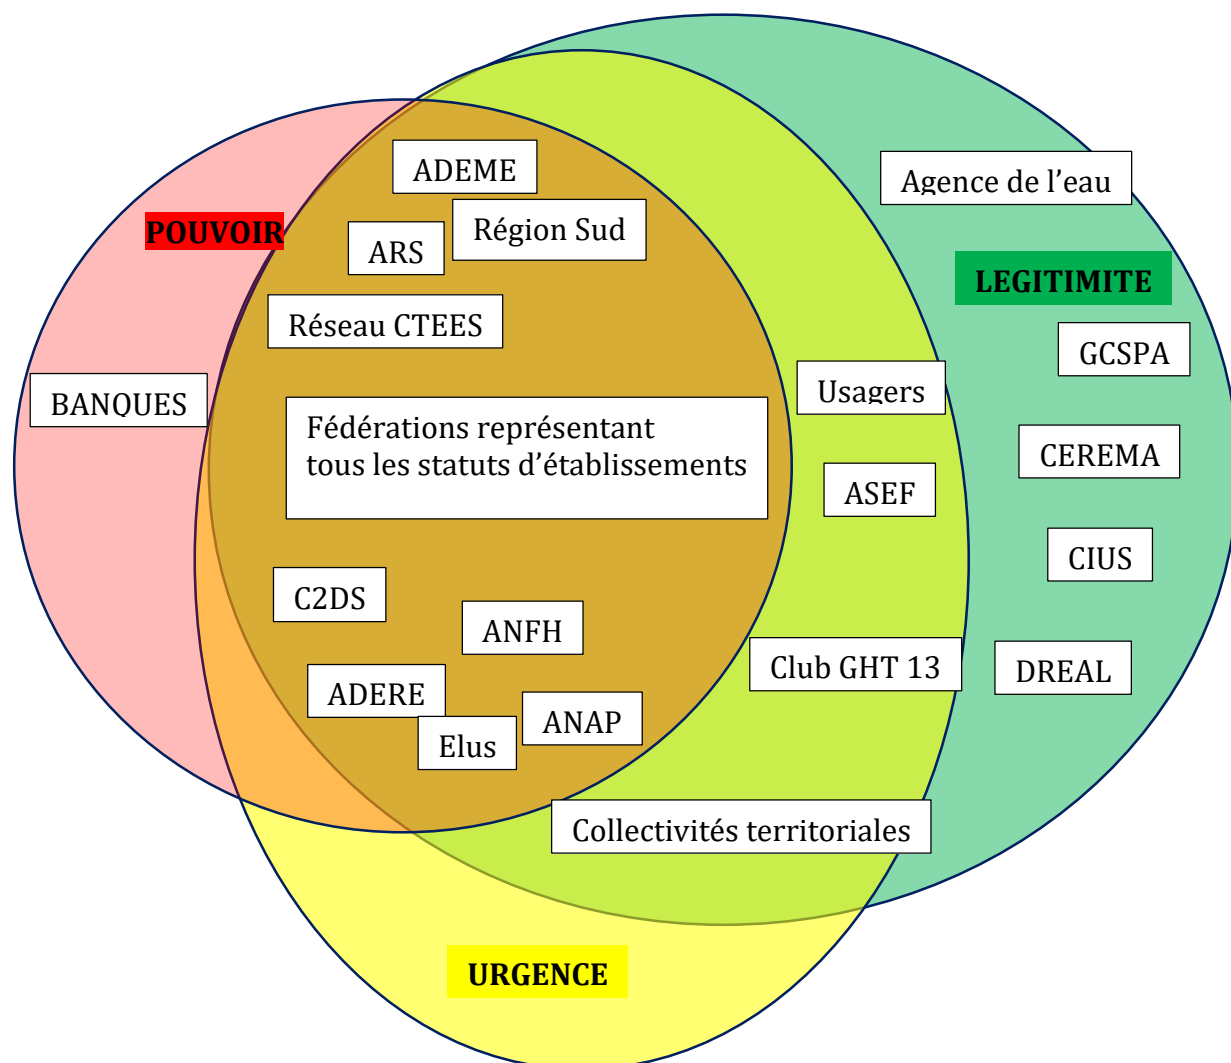 ADEME
Agence de l’eau
POUVOIR
Région Sud
ARS
LEGITIMITE
Réseau CTEES
GCSPA
BANQUES
Usagers
Fédérations représentant
tous les statuts d’établissements
CEREMA
ASEF
CIUS
C2DS
ANFH
Club GHT 13
DREAL
ADERE
ANAP
Elus
Collectivités territoriales
URGENCE